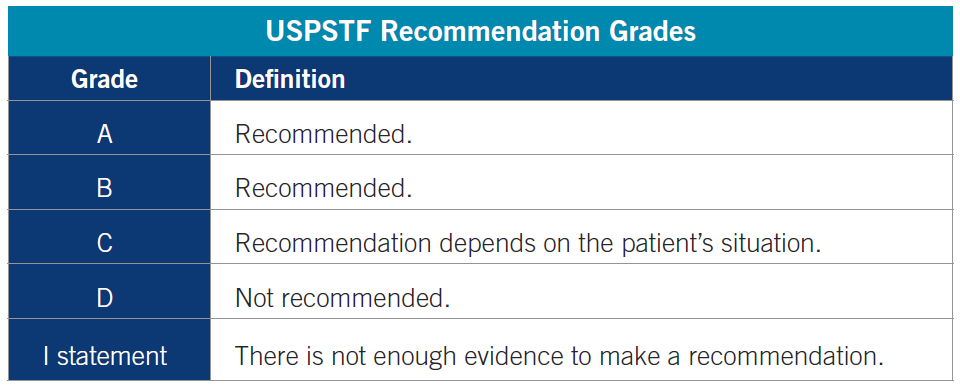 USPSTF Recommendation Grades
Grade Definition
A Recommended.
B Recommended.
C Recommendation depends on the patient’s situation.
D Not recommended.
I statement There is not enough evidence to make a recommendation.